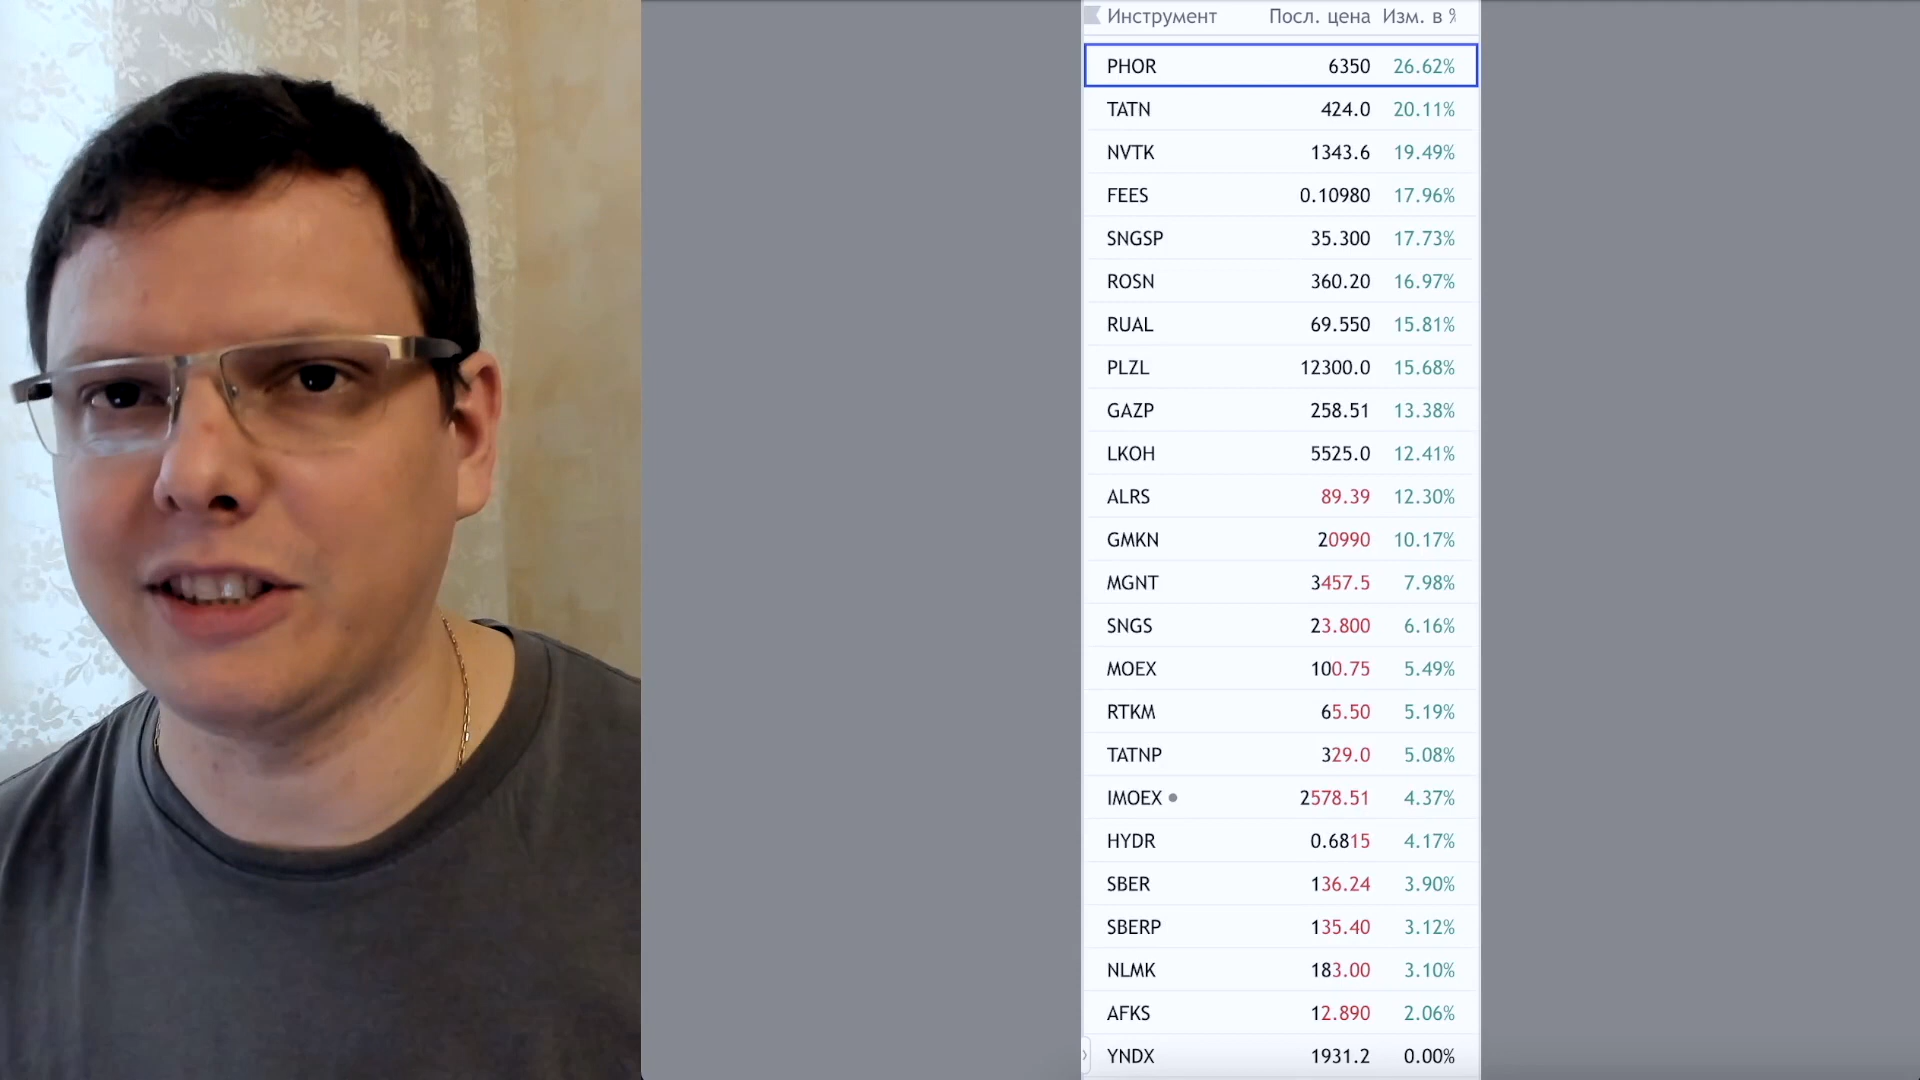 Инструмент Посл. цена Изм. в %
PHOR 6350 26.62%
TATN 424.0 20.11%
NVTK 1343.6 19.49%
FEES 0.10980 17.96%
SNGSP 35.300 17.73%
ROSN 360.20 16.97%
RUAL 69.550 15.81%
PLZL 12300.0 15.68%
GAZP 258.51 13.38%
LKOH 5525.0 12.41%
ALRS 89.39 12.30%
GMKN 20990 10.17%
MGNT 3457.5 7.98%
SNGS 23.800 6.16%
MOEX 100.75 5.49%
RTKM 65.50 5.19%
TATNP 329.0 5.08%
IMOEX 2578.51 4.37%
HYDR 0.6815 4.17%
SBER 136.24 3.90%
SBERP 135.40 3.12%
NLMK 183.00 3.10%
AFKS 12.890 2.06%
YNDX 1931.2 0.00%